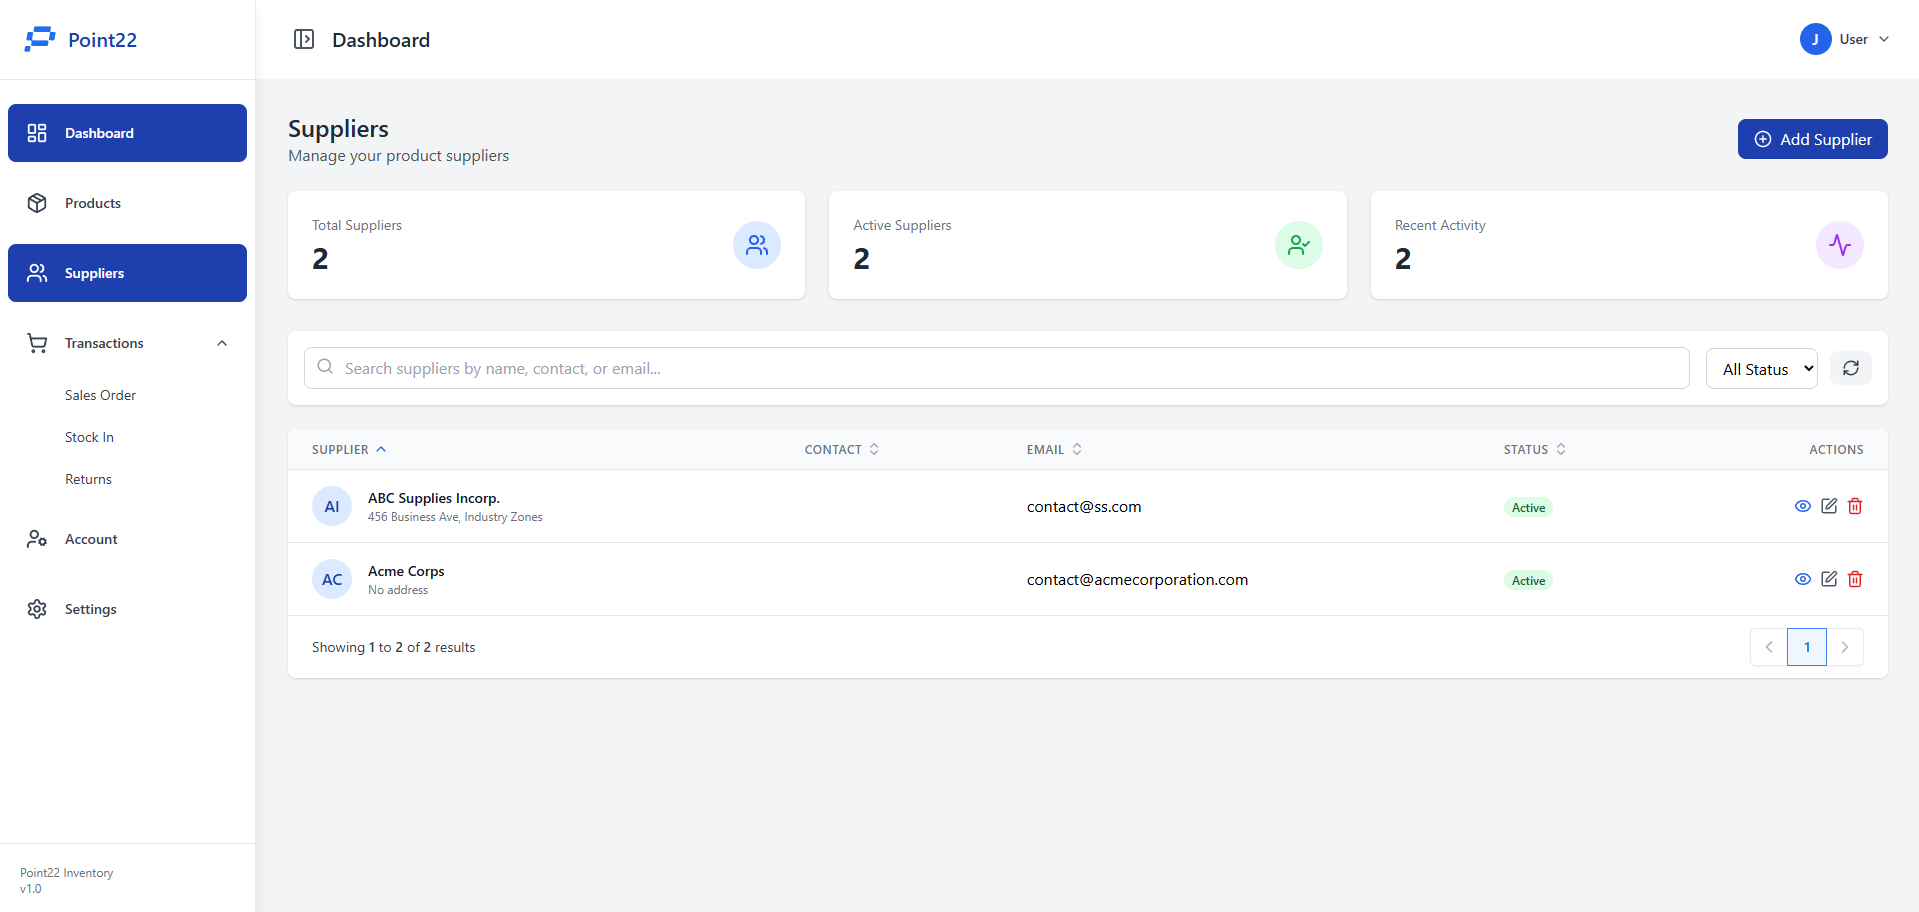 Point22
Dashboard
J User
Dashboard
Products
Suppliers
Transactions
Sales Order
Stock In
Returns
Account
Settings
Point22 Inventory
v1.0
Suppliers
Manage your product suppliers
Add Supplier
Total Suppliers
2
Active Suppliers
2
Recent Activity
2
Search suppliers by name, contact, or email...
All Status
SUPPLIER CONTACT EMAIL STATUS ACTIONS
AI ABC Supplies Incorp. contact@ss.com Active
456 Business Ave, Industry Zones
AC Acme Corps contact@acmecorporation.com Active
No address
Showing 1 to 2 of 2 results
1